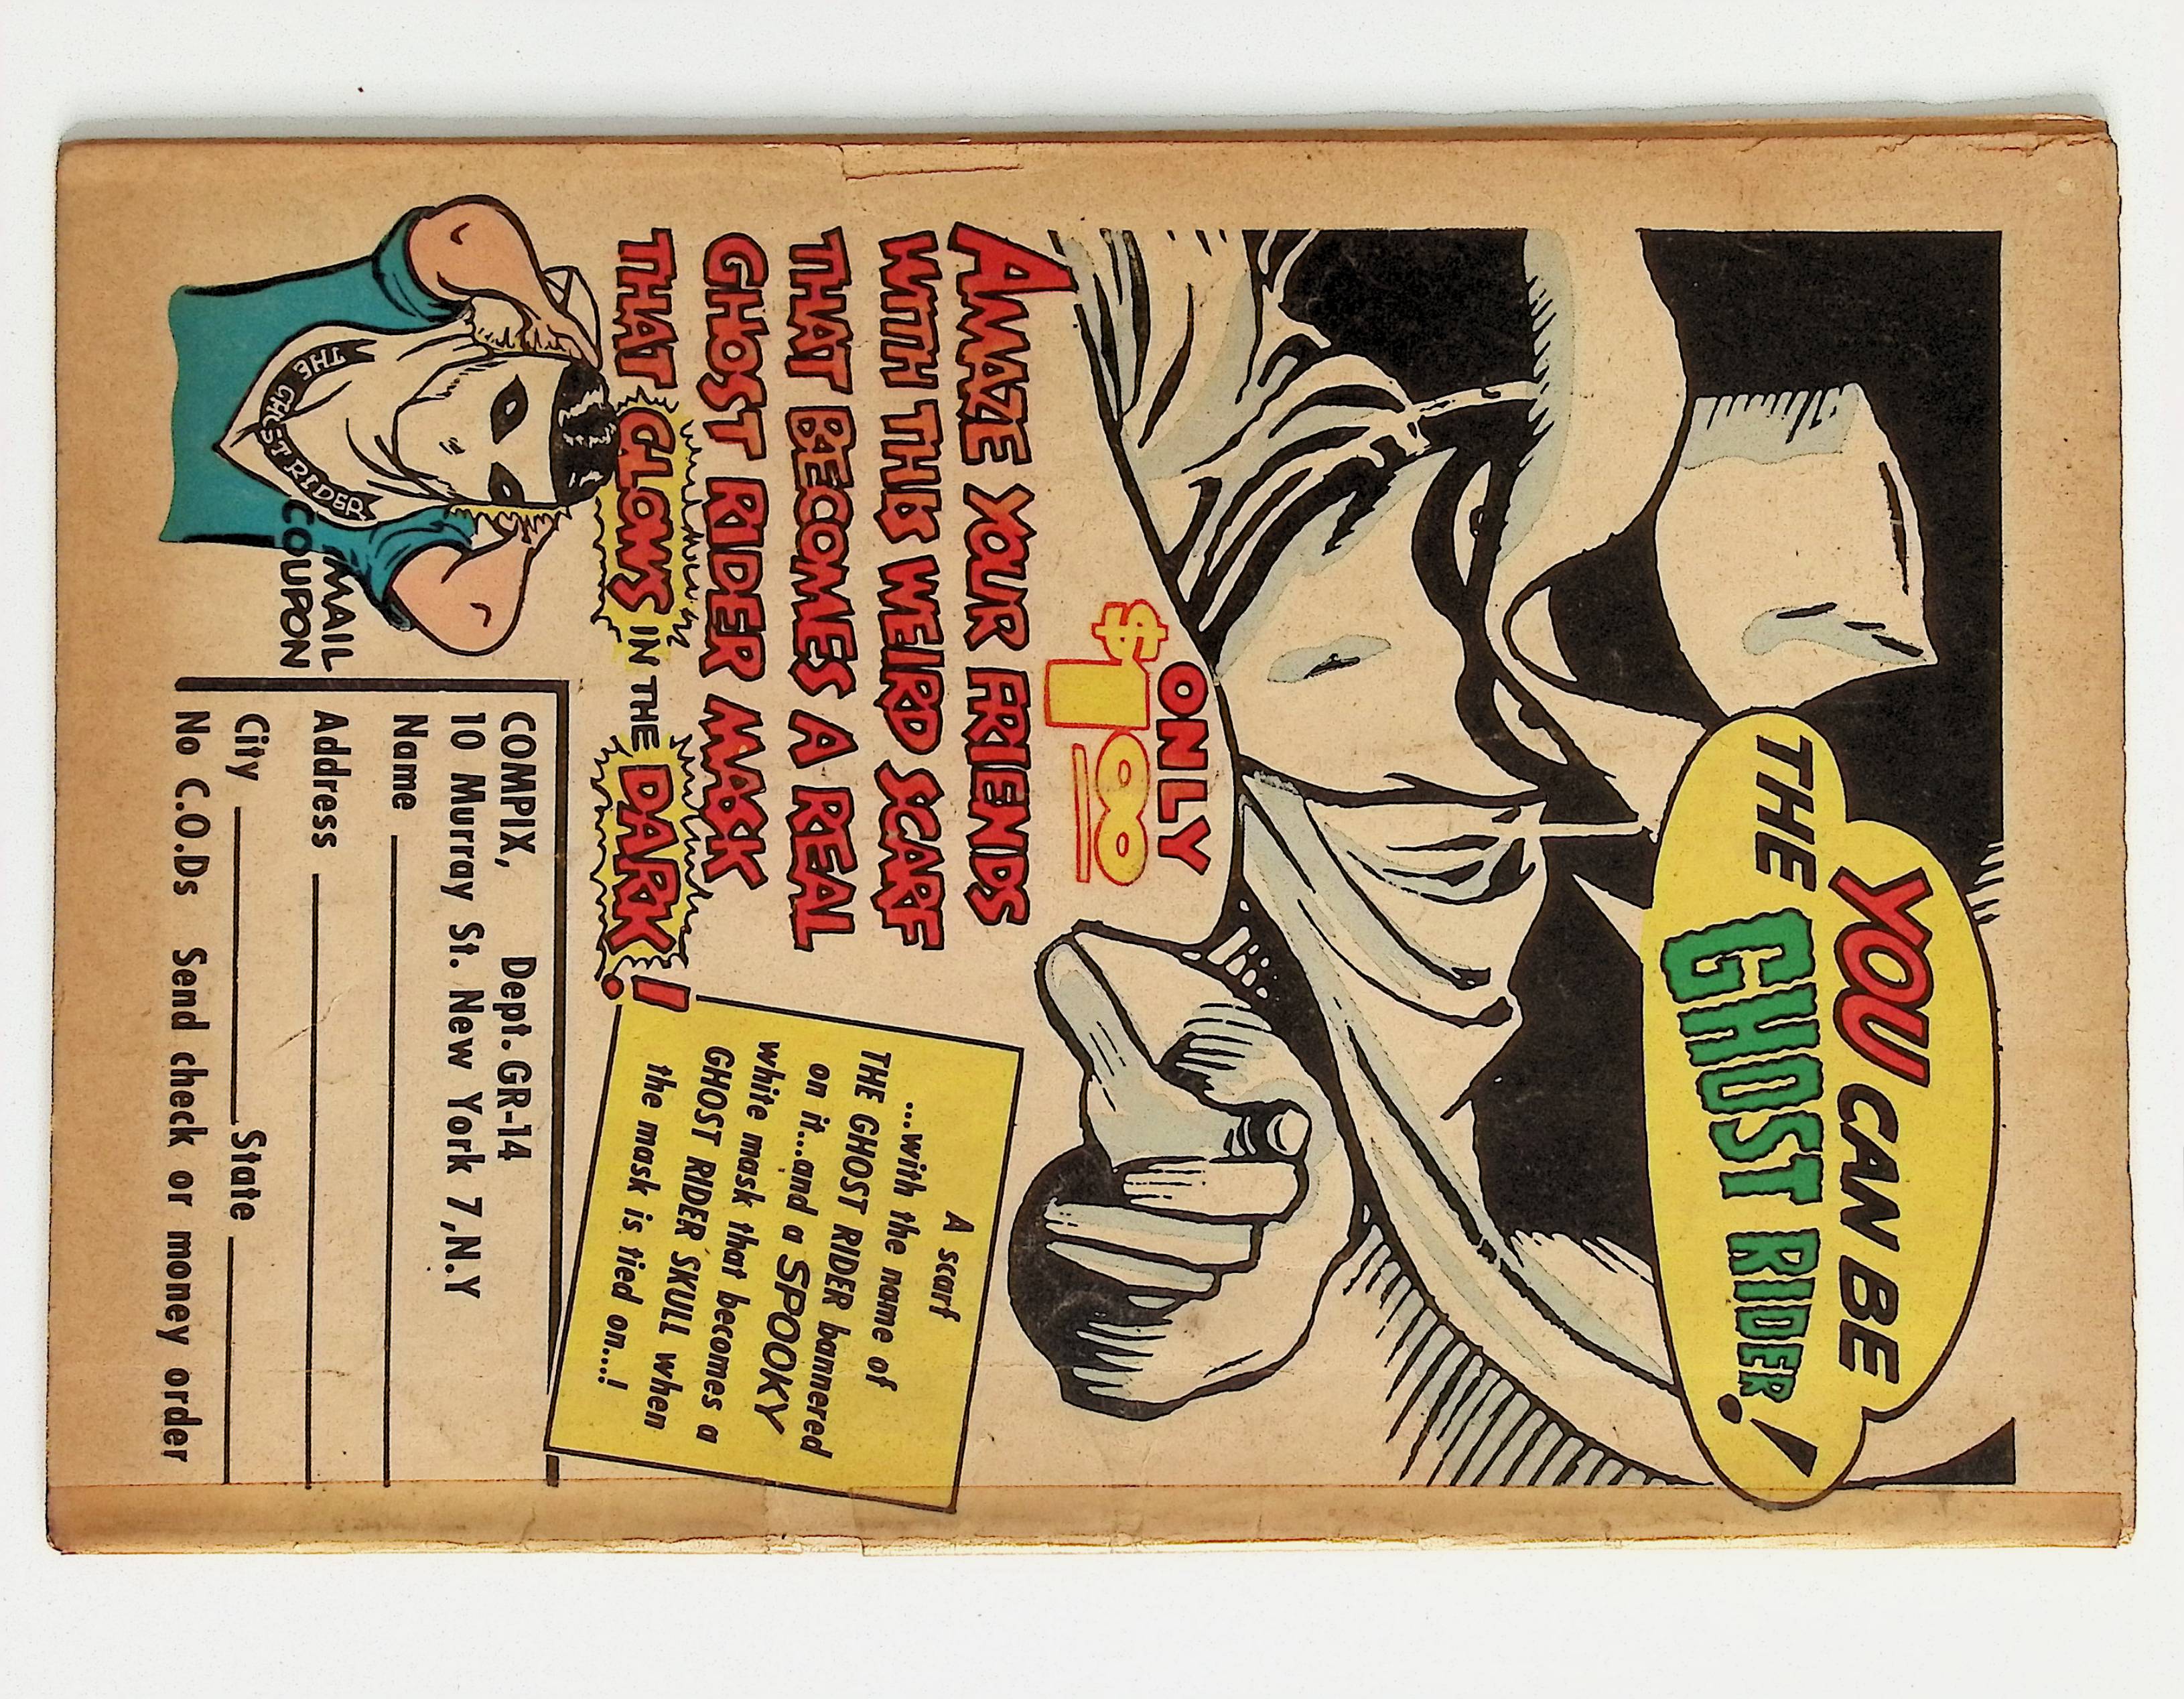 YOU CAN BE
THE GHOST RIDER!
ONLY
$1.00
AMAZE YOUR FRIENDS
WITH THIS WEIRD SCARF
THAT BECOMES A REAL
GHOST RIDER MASK
THAT GLOWS IN THE DARK!
A scarf
...with the name of
THE GHOST RIDER bannered
on it...and a SPOOKY
white mask that becomes a
GHOST RIDER SKULL when
the mask is tied on...!
THE GHOST RIDER
MAIL
COUPON
COMPIX, Dept.GR-14
10 Murray St. New York 7,N.Y
Name
Address
City State
No C.O.Ds Send check or money order